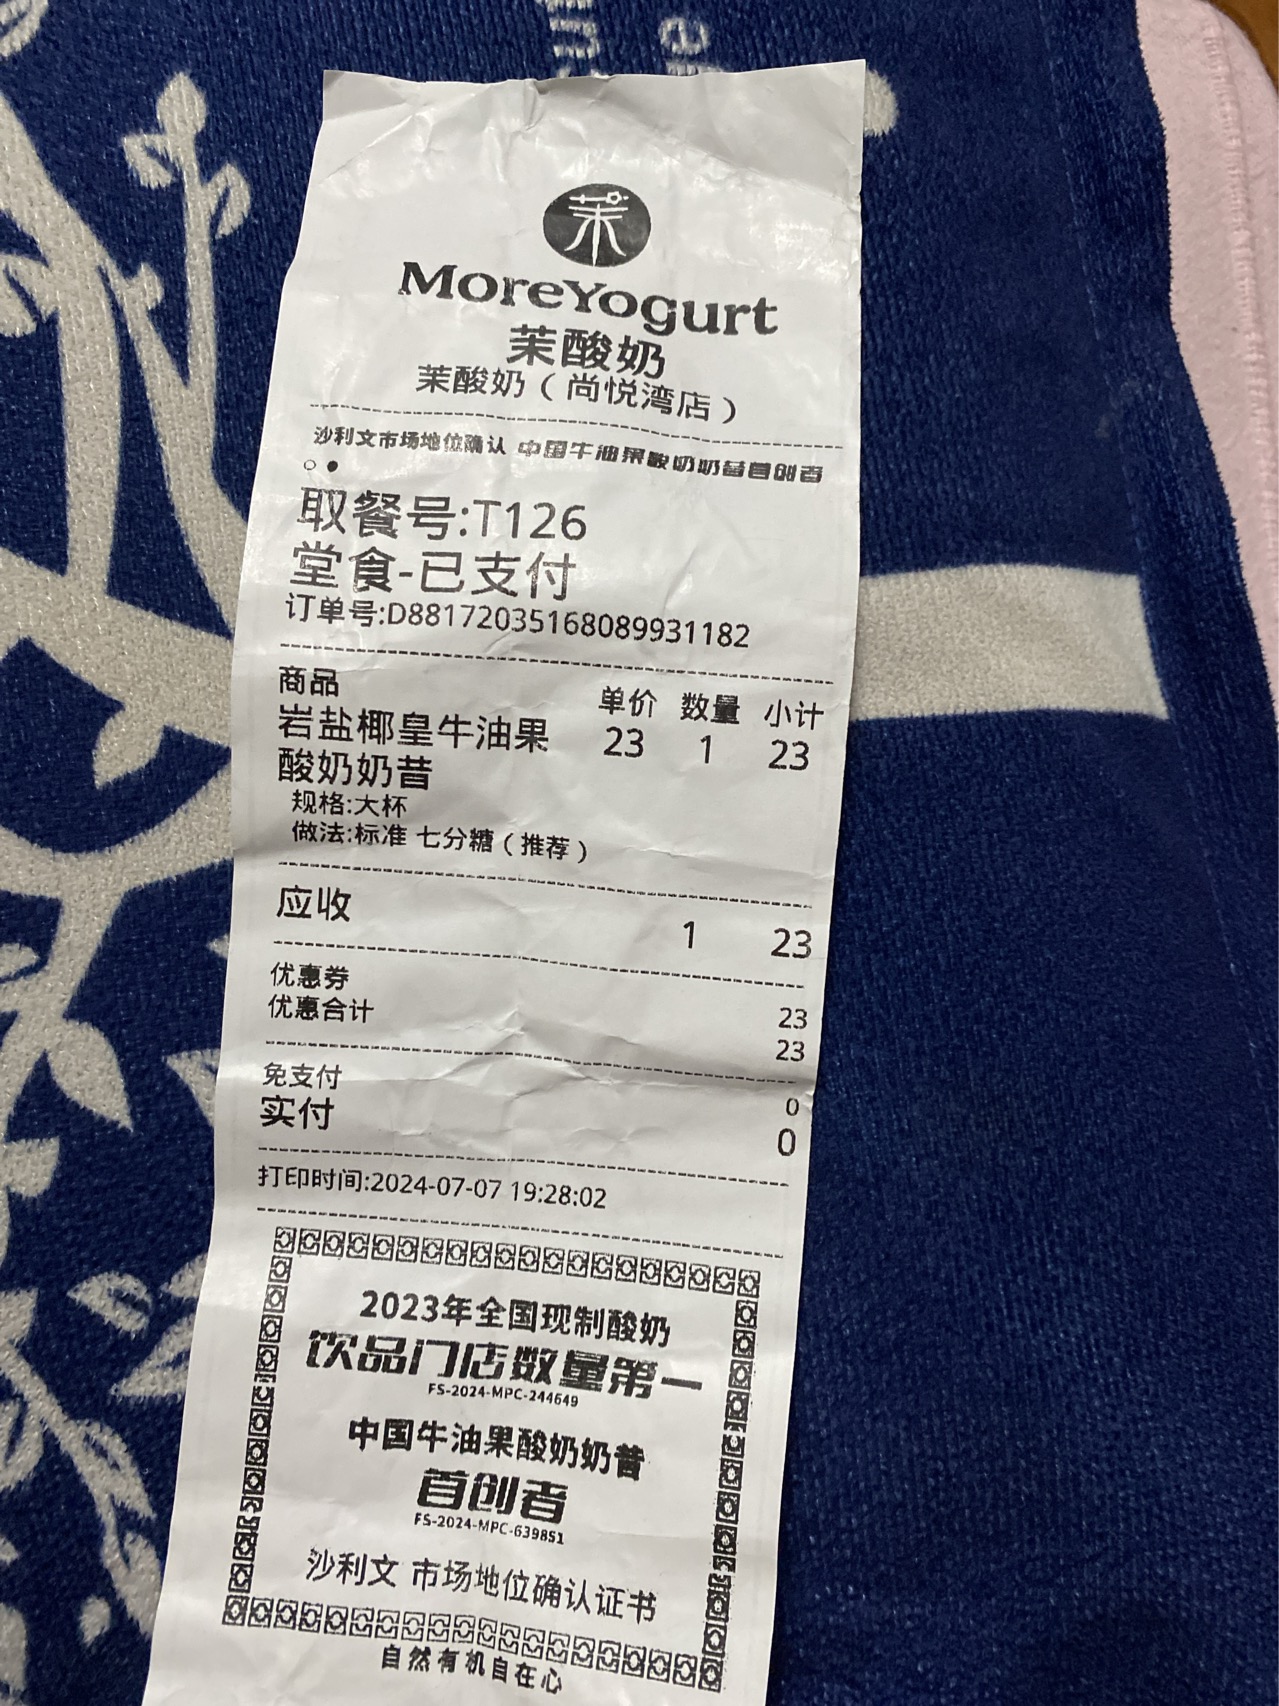 茉
MoreYogurt
茉酸奶
茉酸奶（尚悦湾店）
沙利文市场地位确认 中国牛油果酸奶奶昔首创者
取餐号:T126
堂食-已支付
订单号:D88172035168089931182
商品 单价 数量 小计
岩盐椰皇牛油果 23 1 23
酸奶奶昔
规格:大杯
做法:标准 七分糖（推荐）
应收 1 23
优惠券 23
优惠合计 23
免支付 0
实付 0
打印时间:2024-07-07 19:28:02
2023年全国现制酸奶
饮品门店数量第一
FS-2024-MPC-244649
中国牛油果酸奶奶昔
首创者
FS-2024-MPC-639851
沙利文 市场地位确认证书
自然有机自在心